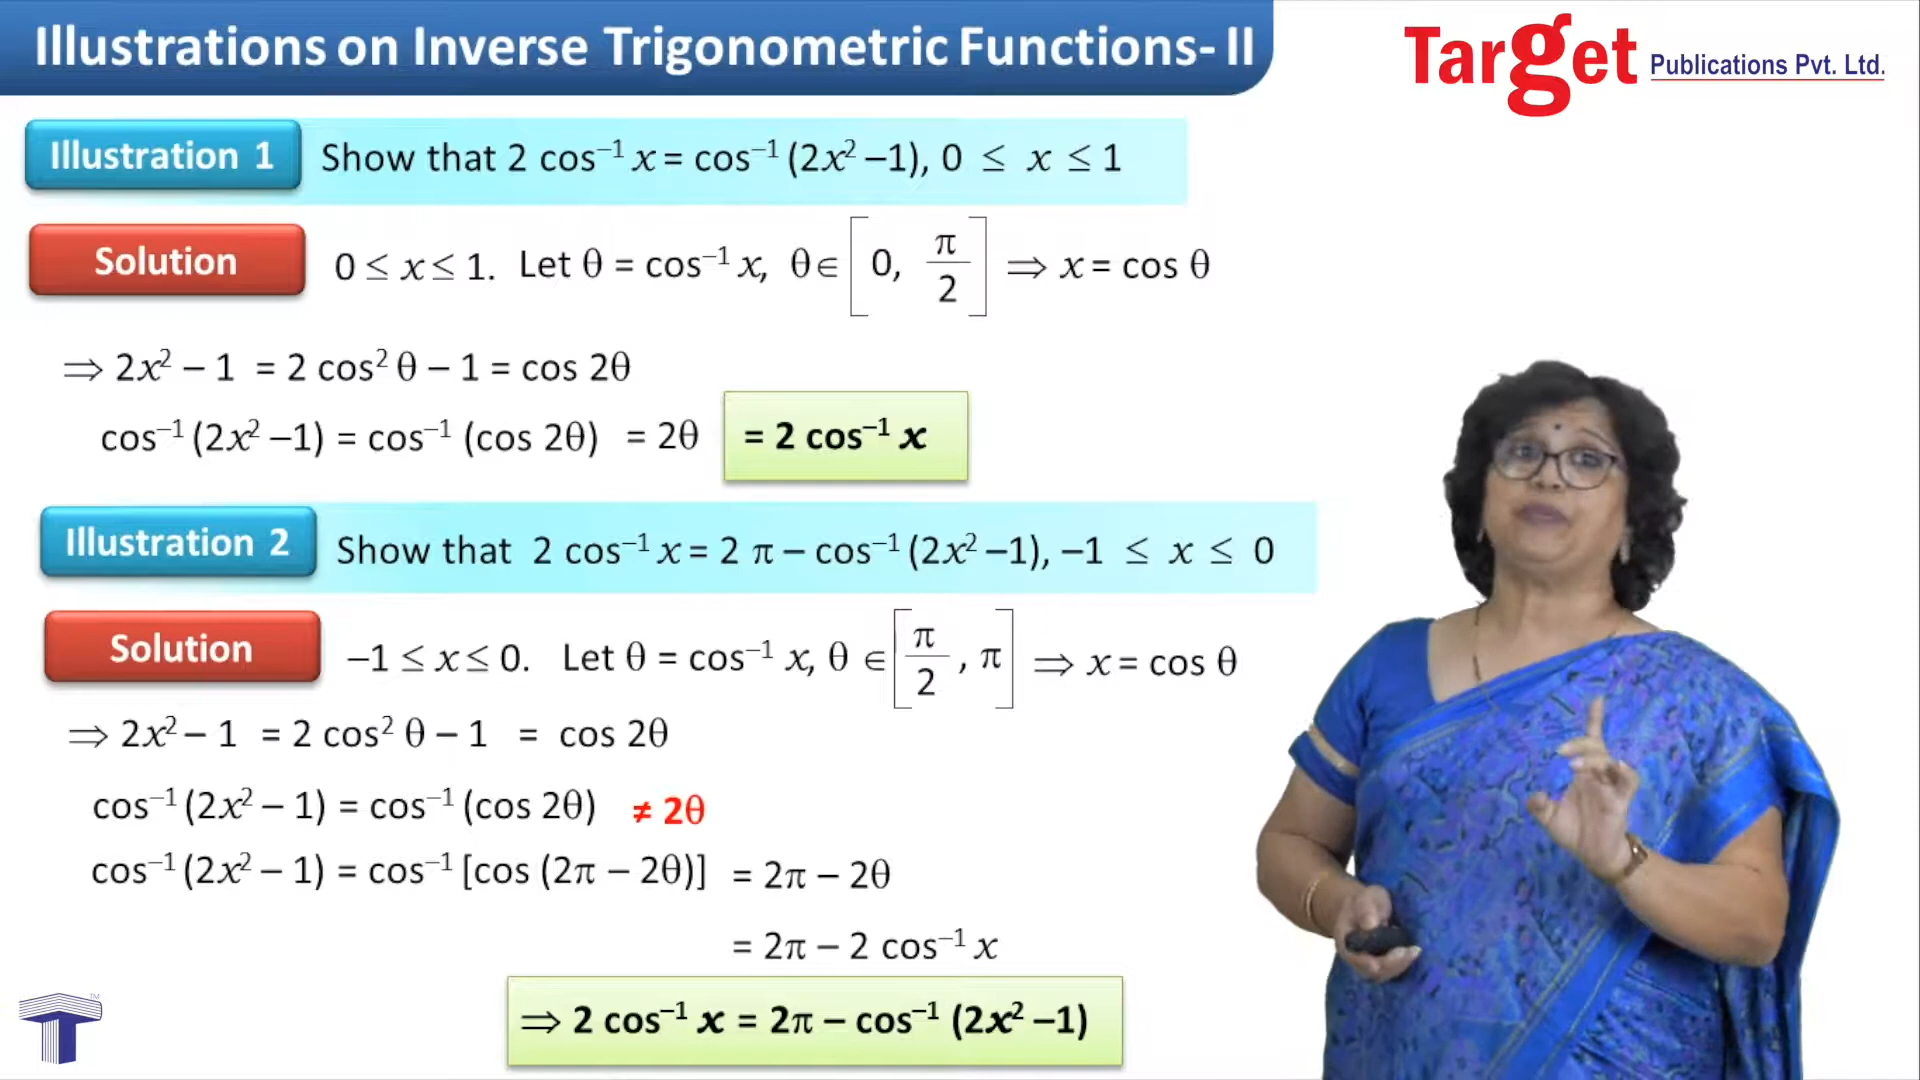 Illustrations on Inverse Trigonometric Functions- II
Target Publications Pvt. Ltd.
Illustration 1 Show that 2 cos⁻¹ x = cos⁻¹ (2x² –1), 0 ≤ x ≤ 1
Solution 0 ≤ x ≤ 1. Let θ = cos⁻¹ x, θ ∈ [0, π/2] ⇒ x = cos θ
⇒ 2x² – 1 = 2 cos² θ – 1 = cos 2θ
cos⁻¹ (2x² –1) = cos⁻¹ (cos 2θ) = 2θ = 2 cos⁻¹ x
Illustration 2 Show that 2 cos⁻¹ x = 2 π – cos⁻¹ (2x² –1), –1 ≤ x ≤ 0
Solution –1 ≤ x ≤ 0. Let θ = cos⁻¹ x, θ ∈ [π/2, π] ⇒ x = cos θ
⇒ 2x² – 1 = 2 cos² θ – 1 = cos 2θ
cos⁻¹ (2x² – 1) = cos⁻¹ (cos 2θ) ≠ 2θ
cos⁻¹ (2x² – 1) = cos⁻¹ [cos (2π – 2θ)] = 2π – 2θ
= 2π – 2 cos⁻¹ x
⇒ 2 cos⁻¹ x = 2π – cos⁻¹ (2x² –1)
T™